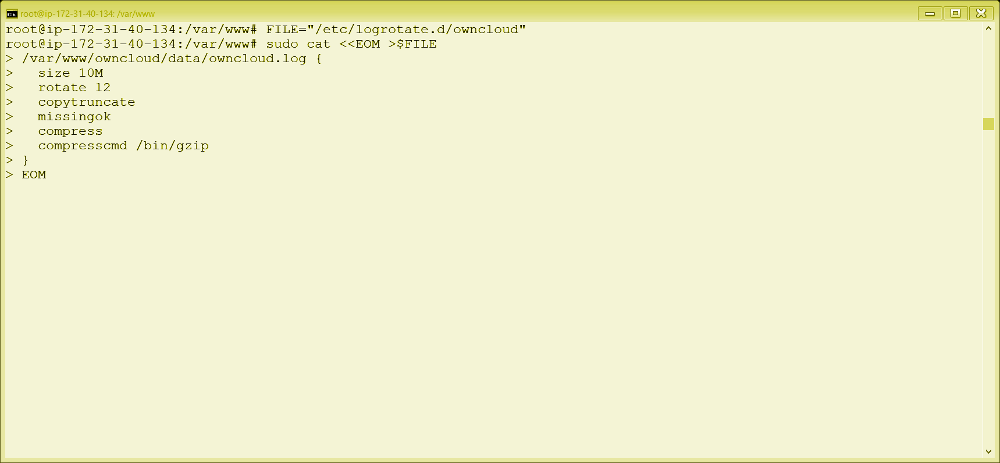 root@ip-172-31-40-134: /var/www
root@ip-172-31-40-134:/var/www# FILE="/etc/logrotate.d/owncloud"
root@ip-172-31-40-134:/var/www# sudo cat <<EOM >$FILE
> /var/www/owncloud/data/owncloud.log {
>   size 10M
>   rotate 12
>   copytruncate
>   missingok
>   compress
>   compresscmd /bin/gzip
> }
> EOM